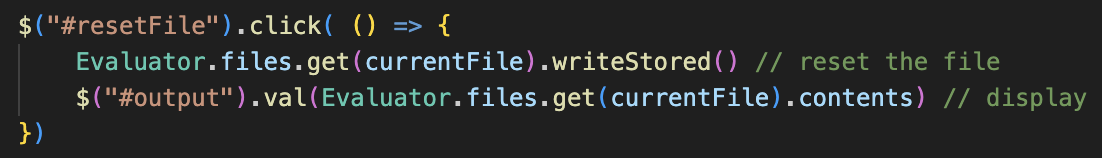 $("#resetFile").click( () => {
    Evaluator.files.get(currentFile).writeStored() // reset the file
    $("#output").val(Evaluator.files.get(currentFile).contents) // display
})